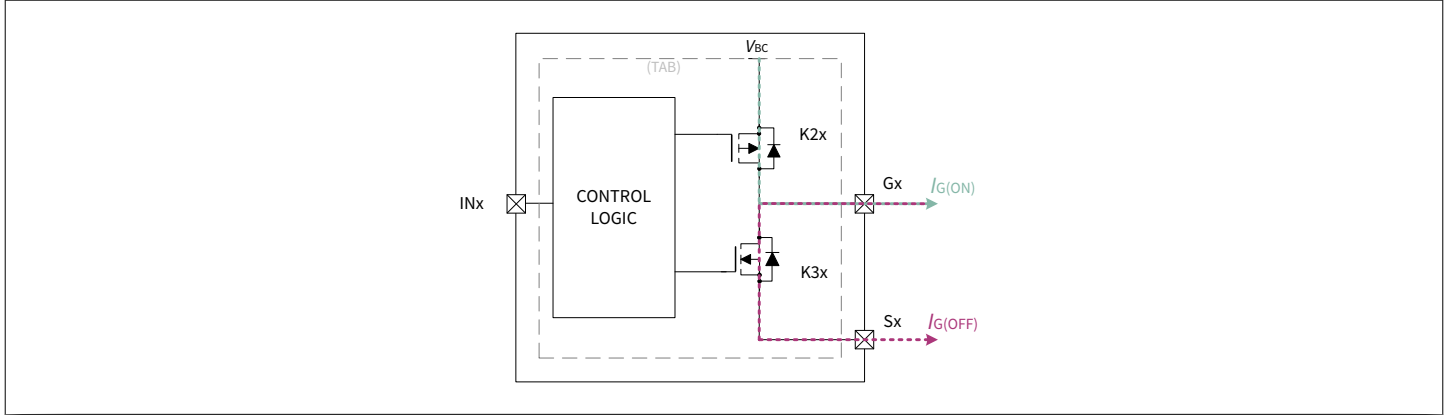 VBC
(TAB)
K2x
Gx
IG(ON)
INx
CONTROL
LOGIC
K3x
Sx
IG(OFF)